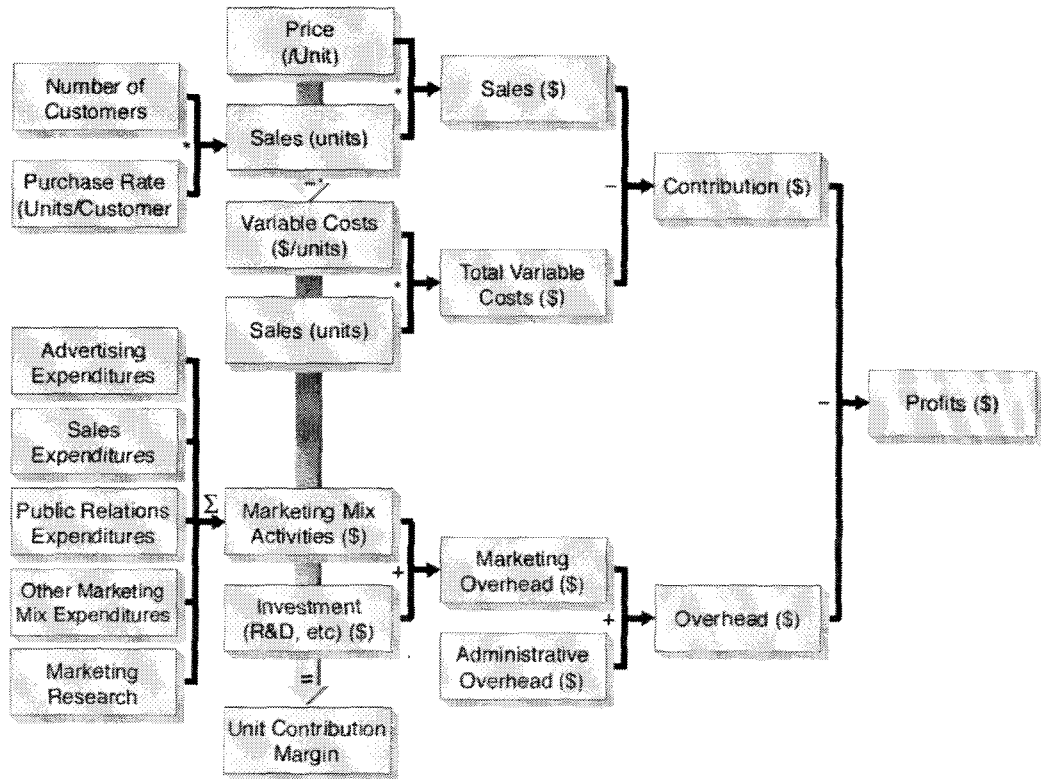 Price
(/Unit)
Number of
Customers
*
Sales ($)
*
Sales (units)
Purchase Rate
(Units/Customer
–
Contribution ($)
Variable Costs
($/units)
*
Total Variable
Costs ($)
Sales (units)
Advertising
Expenditures
–
Profits ($)
Sales
Expenditures
Σ
Public Relations
Expenditures
Marketing Mix
Activities ($)
+
Marketing
Overhead ($)
Other Marketing
Mix Expenditures
Investment
(R&D, etc) ($)
+
Overhead ($)
Marketing
Research
Administrative
Overhead ($)
=
Unit Contribution
Margin